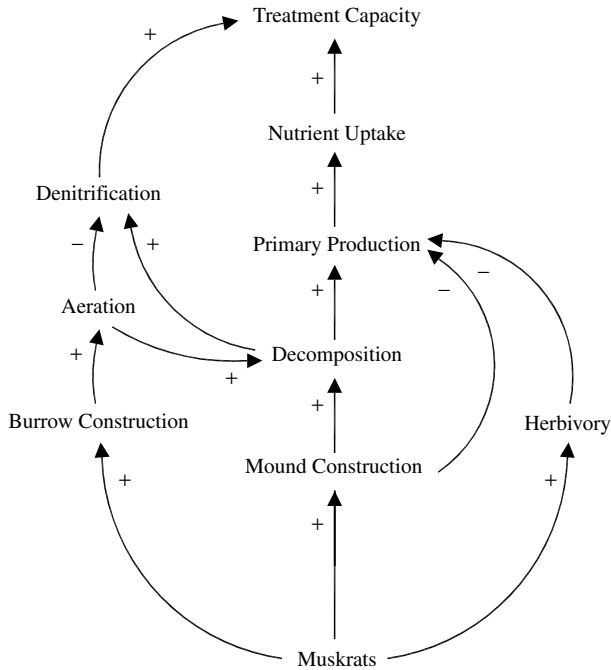 Treatment Capacity
+
+
Nutrient Uptake
+
Denitrification
−
+
Primary Production
−
−
+
Aeration
+
+
Decomposition
+
Burrow Construction
Herbivory
Mound Construction
+
+
+
+
Muskrats